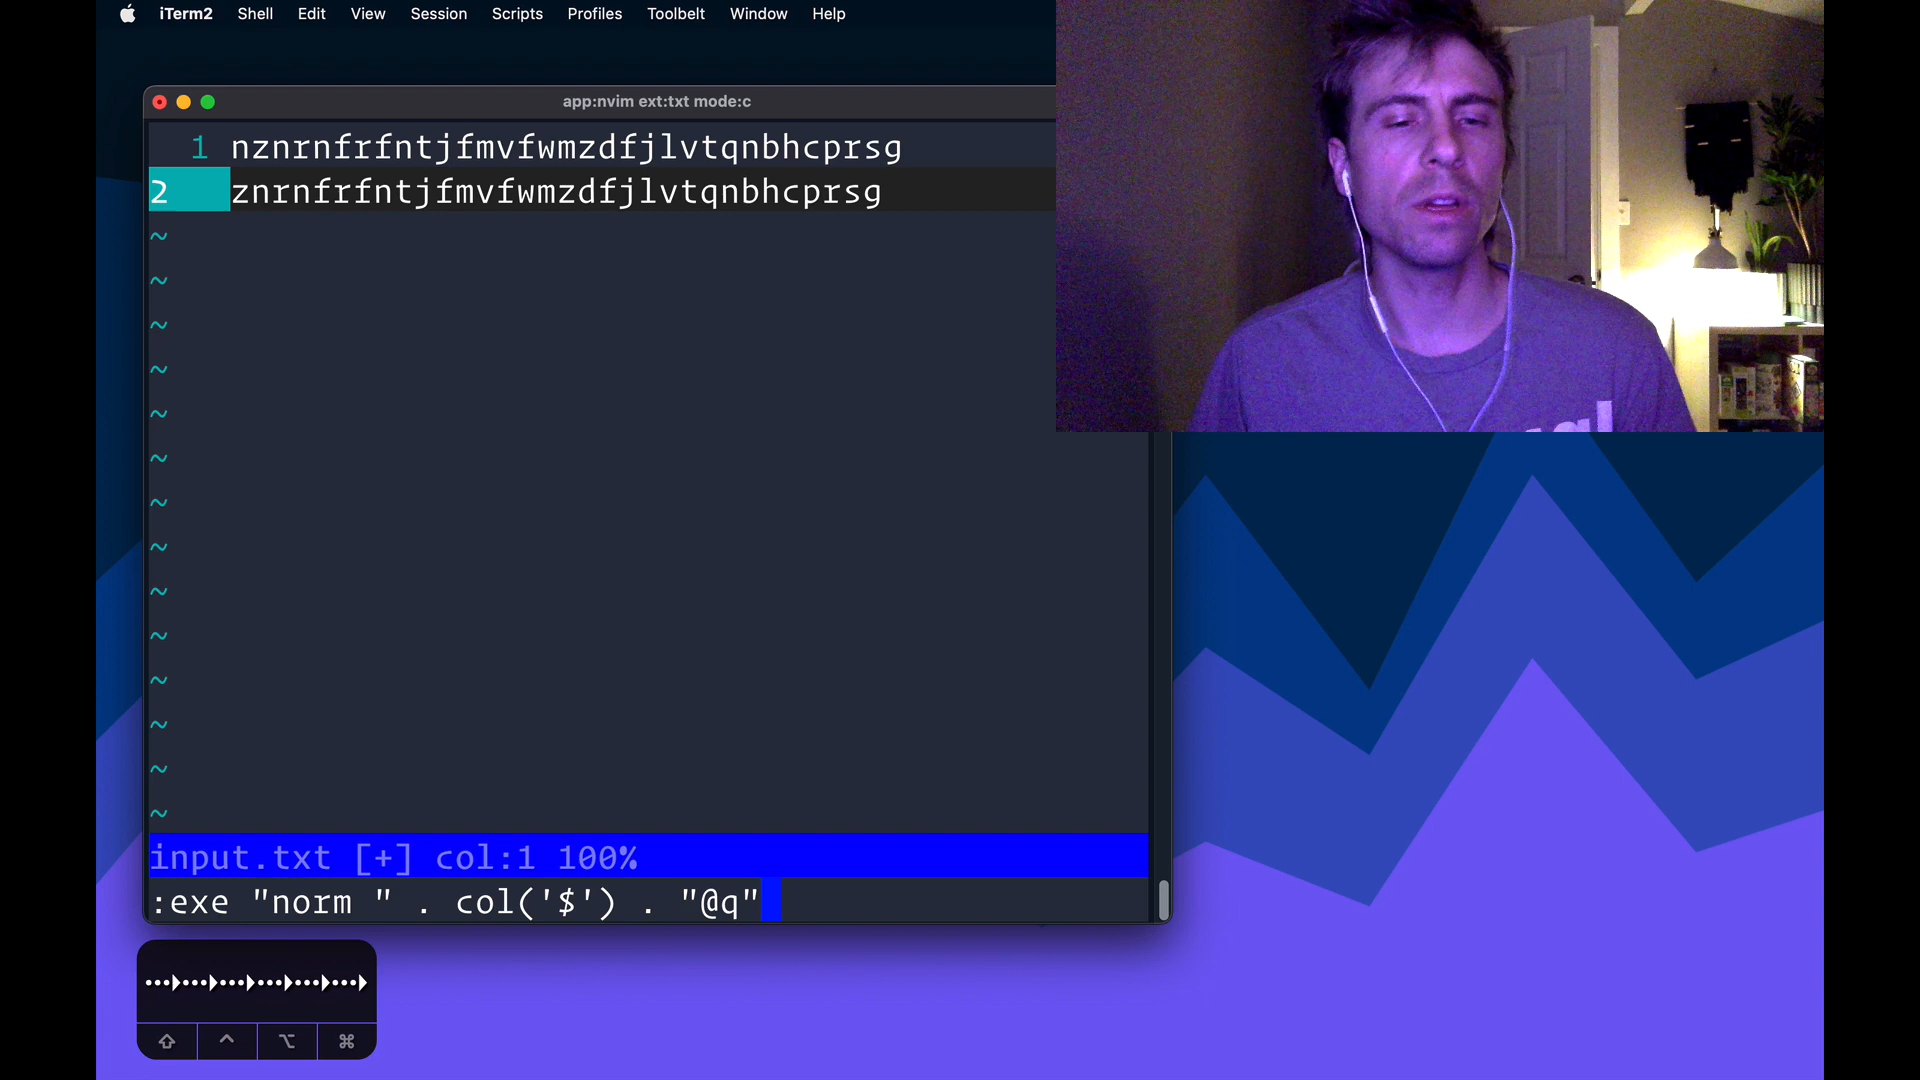 iTerm2 Shell Edit View Session Scripts Profiles Toolbelt Window Help
app:nvim ext:txt mode:c
1 nznrnfrfntjfmvfwmzdfjlvtqnbhcprsg
2 znrnfrfntjfmvfwmzdfjlvtqnbhcprsg
~
~
~
~
~
~
~
~
~
~
~
~
~
~
input.txt [+] col:1 100%
:exe "norm " . col('$') . "@q"